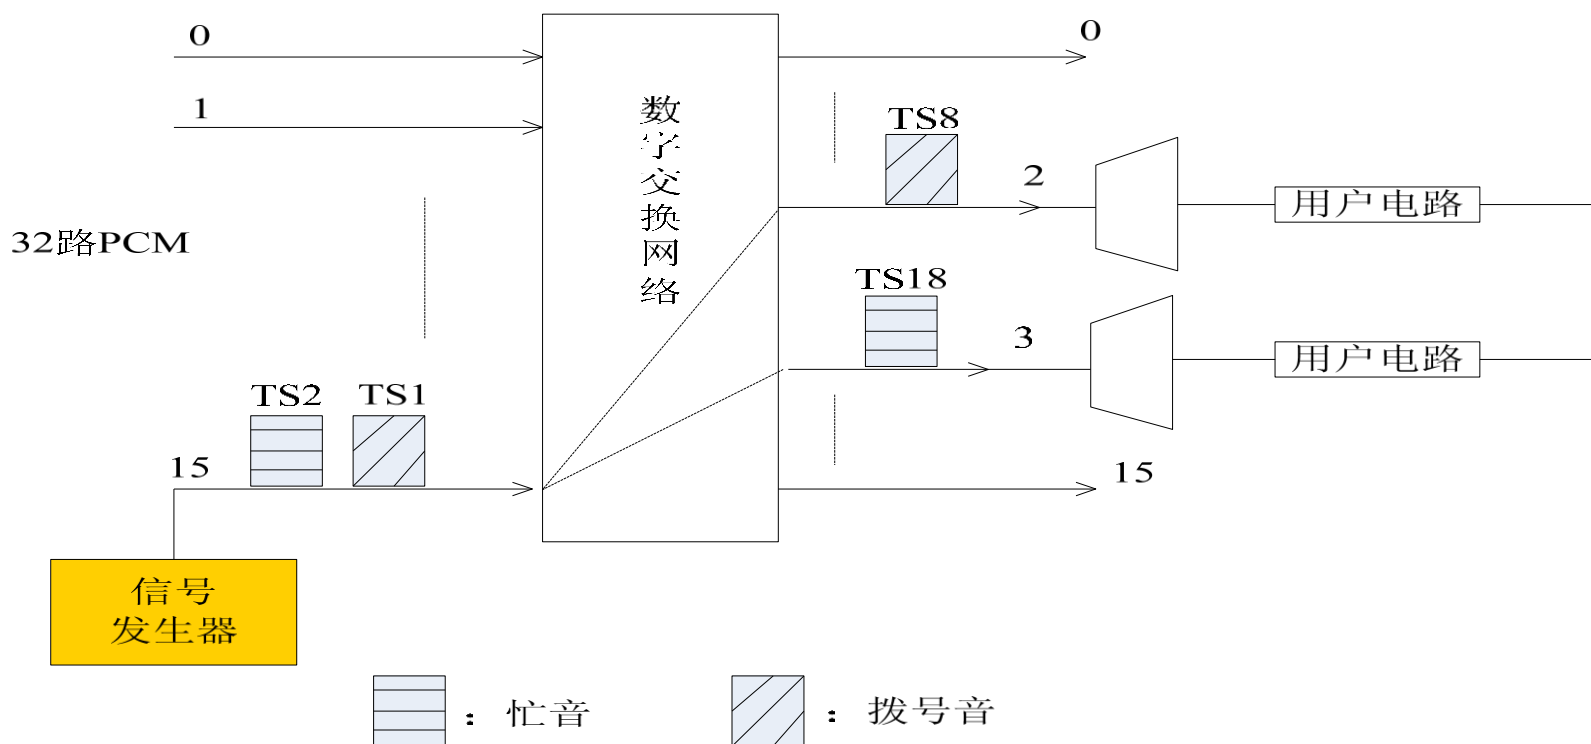 0
0
1
数字交换网络
TS8
2
用户电路
32路PCM
TS18
3
用户电路
TS2
TS1
15
15
信号
发生器
：忙音
：拨号音